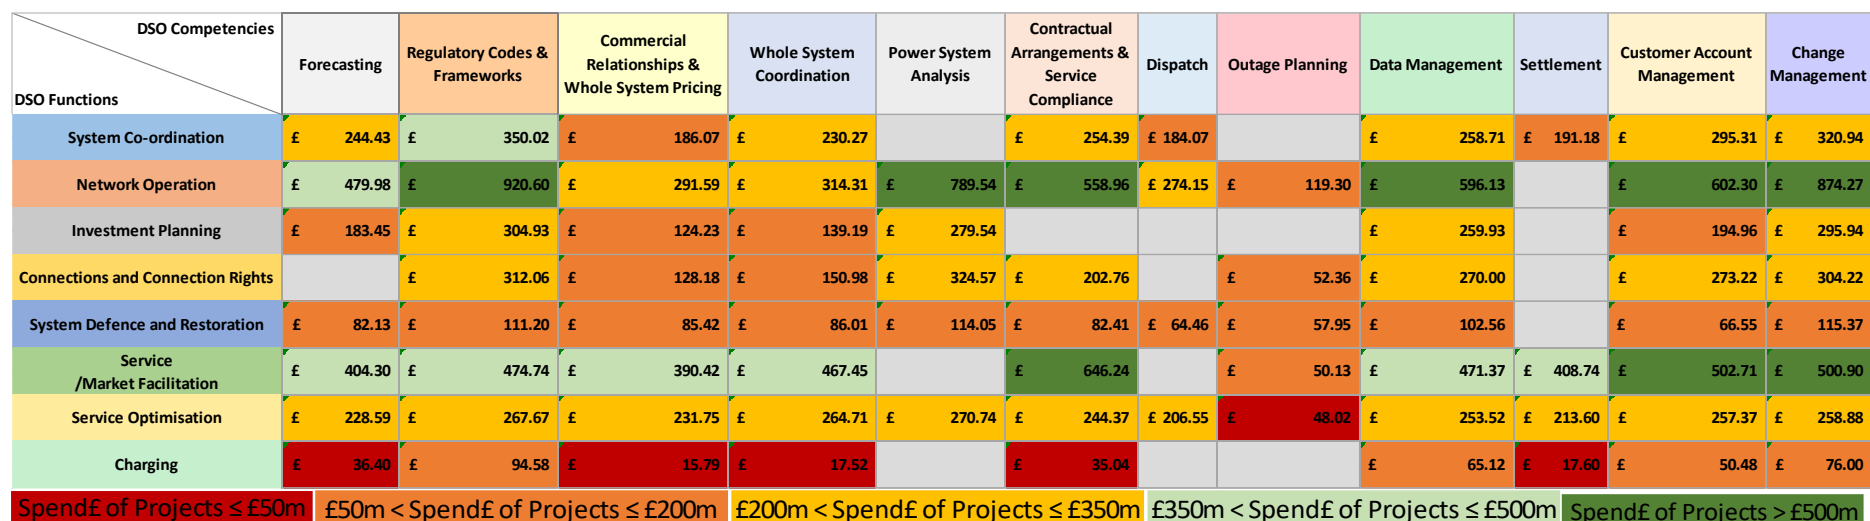 DSO Competencies
DSO Functions
Forecasting
Regulatory Codes &
Frameworks
Commercial
Relationships &
Whole System Pricing
Whole System
Coordination
Power System
Analysis
Contractual
Arrangements &
Service
Compliance
Dispatch
Outage Planning
Data Management
Settlement
Customer Account
Management
Change
Management
System Co-ordination £ 244.43 £ 350.02 £ 186.07 £ 230.27 £ 254.39 £ 184.07 £ 258.71 £ 191.18 £ 295.31 £ 320.94
Network Operation £ 479.98 £ 920.60 £ 291.59 £ 314.31 £ 789.54 £ 558.96 £ 274.15 £ 119.30 £ 596.13 £ 602.30 £ 874.27
Investment Planning £ 183.45 £ 304.93 £ 124.23 £ 139.19 £ 279.54 £ 259.93 £ 194.96 £ 295.94
Connections and Connection Rights £ 312.06 £ 128.18 £ 150.98 £ 324.57 £ 202.76 £ 52.36 £ 270.00 £ 273.22 £ 304.22
System Defence and Restoration £ 82.13 £ 111.20 £ 85.42 £ 86.01 £ 114.05 £ 82.41 £ 64.46 £ 57.95 £ 102.56 £ 66.55 £ 115.37
Service
/Market Facilitation £ 404.30 £ 474.74 £ 390.42 £ 467.45 £ 646.24 £ 50.13 £ 471.37 £ 408.74 £ 502.71 £ 500.90
Service Optimisation £ 228.59 £ 267.67 £ 231.75 £ 264.71 £ 270.74 £ 244.37 £ 206.55 £ 48.02 £ 253.52 £ 213.60 £ 257.37 £ 258.88
Charging £ 36.40 £ 94.58 £ 15.79 £ 17.52 £ 35.04 £ 65.12 £ 17.60 £ 50.48 £ 76.00
Spend£ of Projects ≤ £50m £50m < Spend£ of Projects ≤ £200m £200m < Spend£ of Projects ≤ £350m £350m < Spend£ of Projects ≤ £500m Spend£ of Projects > £500m